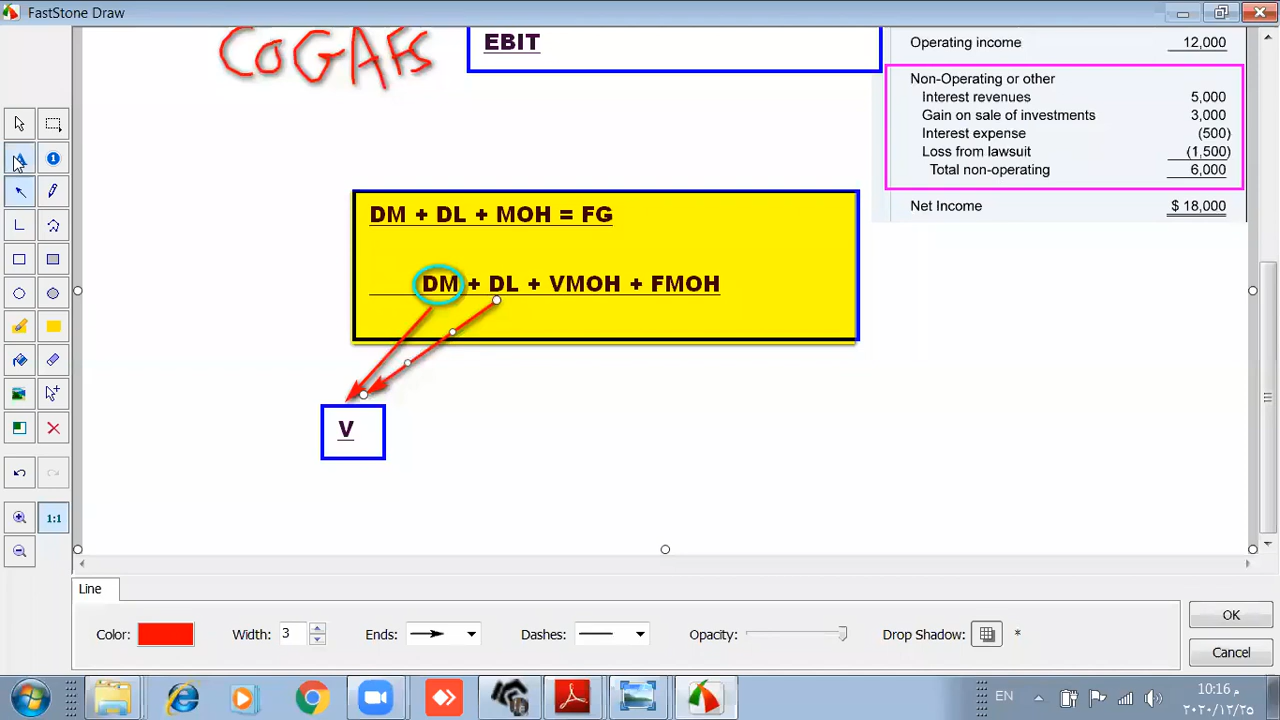 FastStone Draw
CoGAFS
EBIT
Operating income 12,000
Non-Operating or other
Interest revenues 5,000
Gain on sale of investments 3,000
Interest expense (500)
Loss from lawsuit (1,500)
Total non-operating 6,000
Net Income $ 18,000
DM + DL + MOH = FG
DM + DL + VMOH + FMOH
V
1:1
Line
Color:
Width: 3
Ends:
Dashes:
Opacity:
Drop Shadow:
*
OK
Cancel
EN
10:16 م
٢٠٢٠/١٢/٢٥